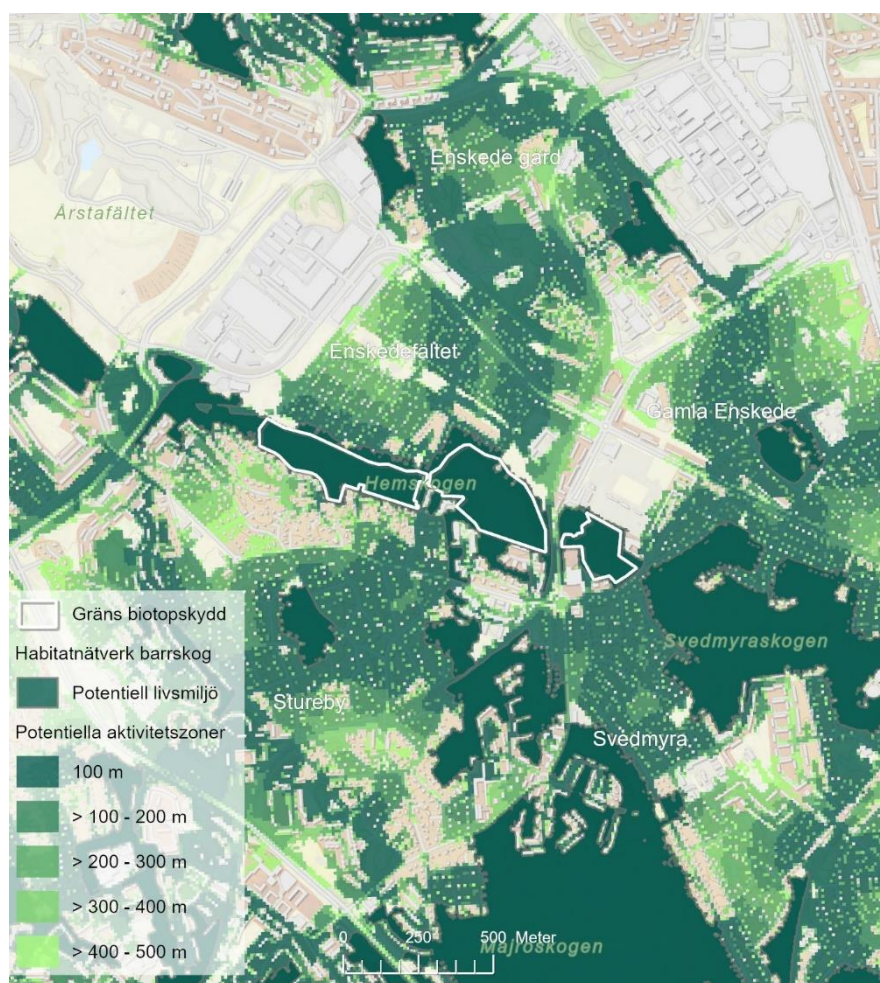 Enskede gård
Årstafältet
Enskedefältet
Gamla Enskede
Hemskogen
Gräns biotopskydd
Habitatnätverk barrskog
Potentiell livsmiljö
Svedmyraskogen
Stureby
Potentiella aktivitetszoner
Svedmyra
100 m
> 100 - 200 m
> 200 - 300 m
> 300 - 400 m
> 400 - 500 m
0 250 500 Meter
Majroskogen